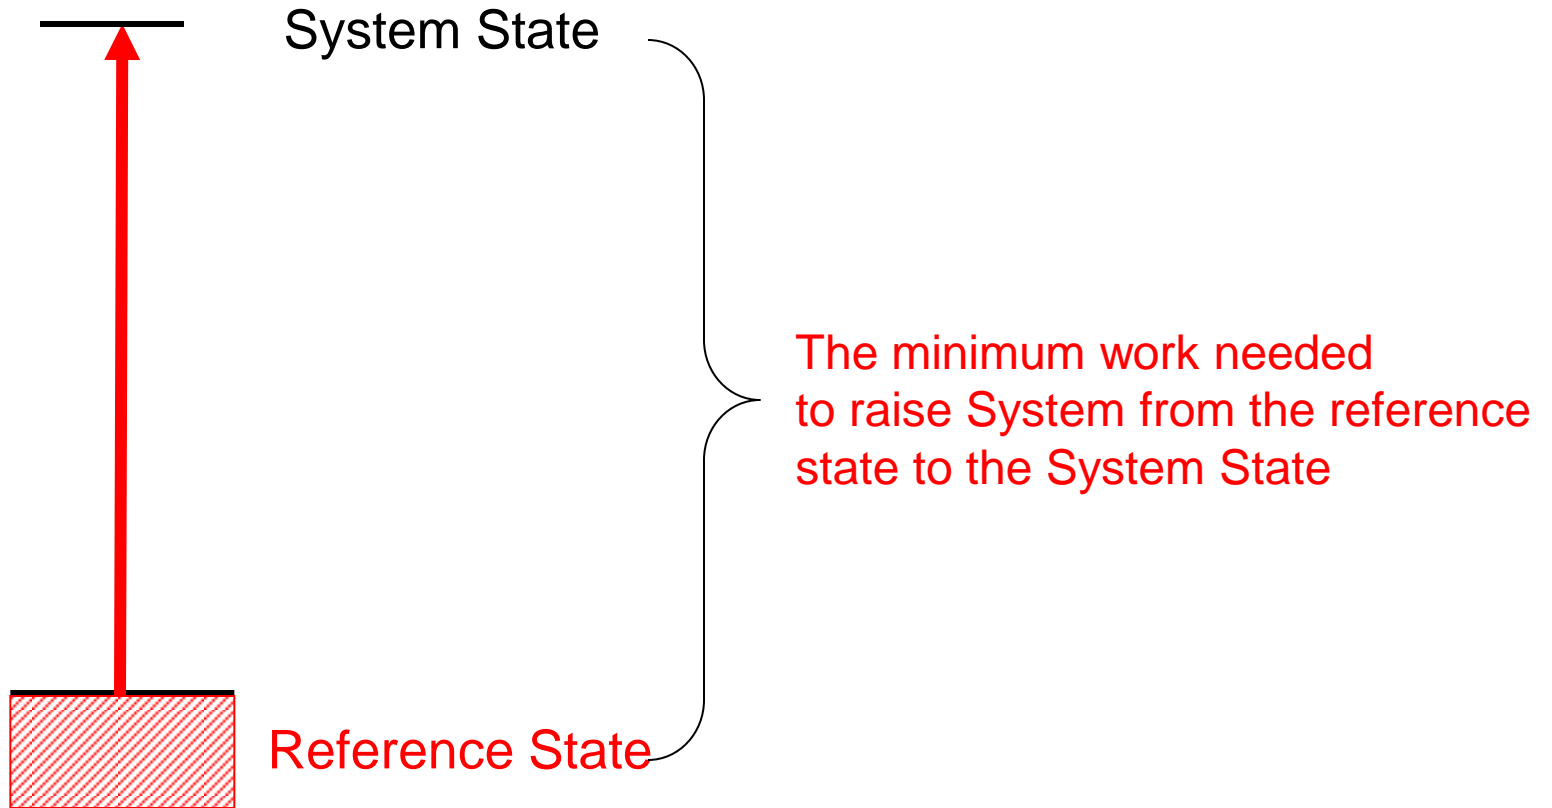 System State
The minimum work needed
to raise System from the reference
state to the System State
Reference State